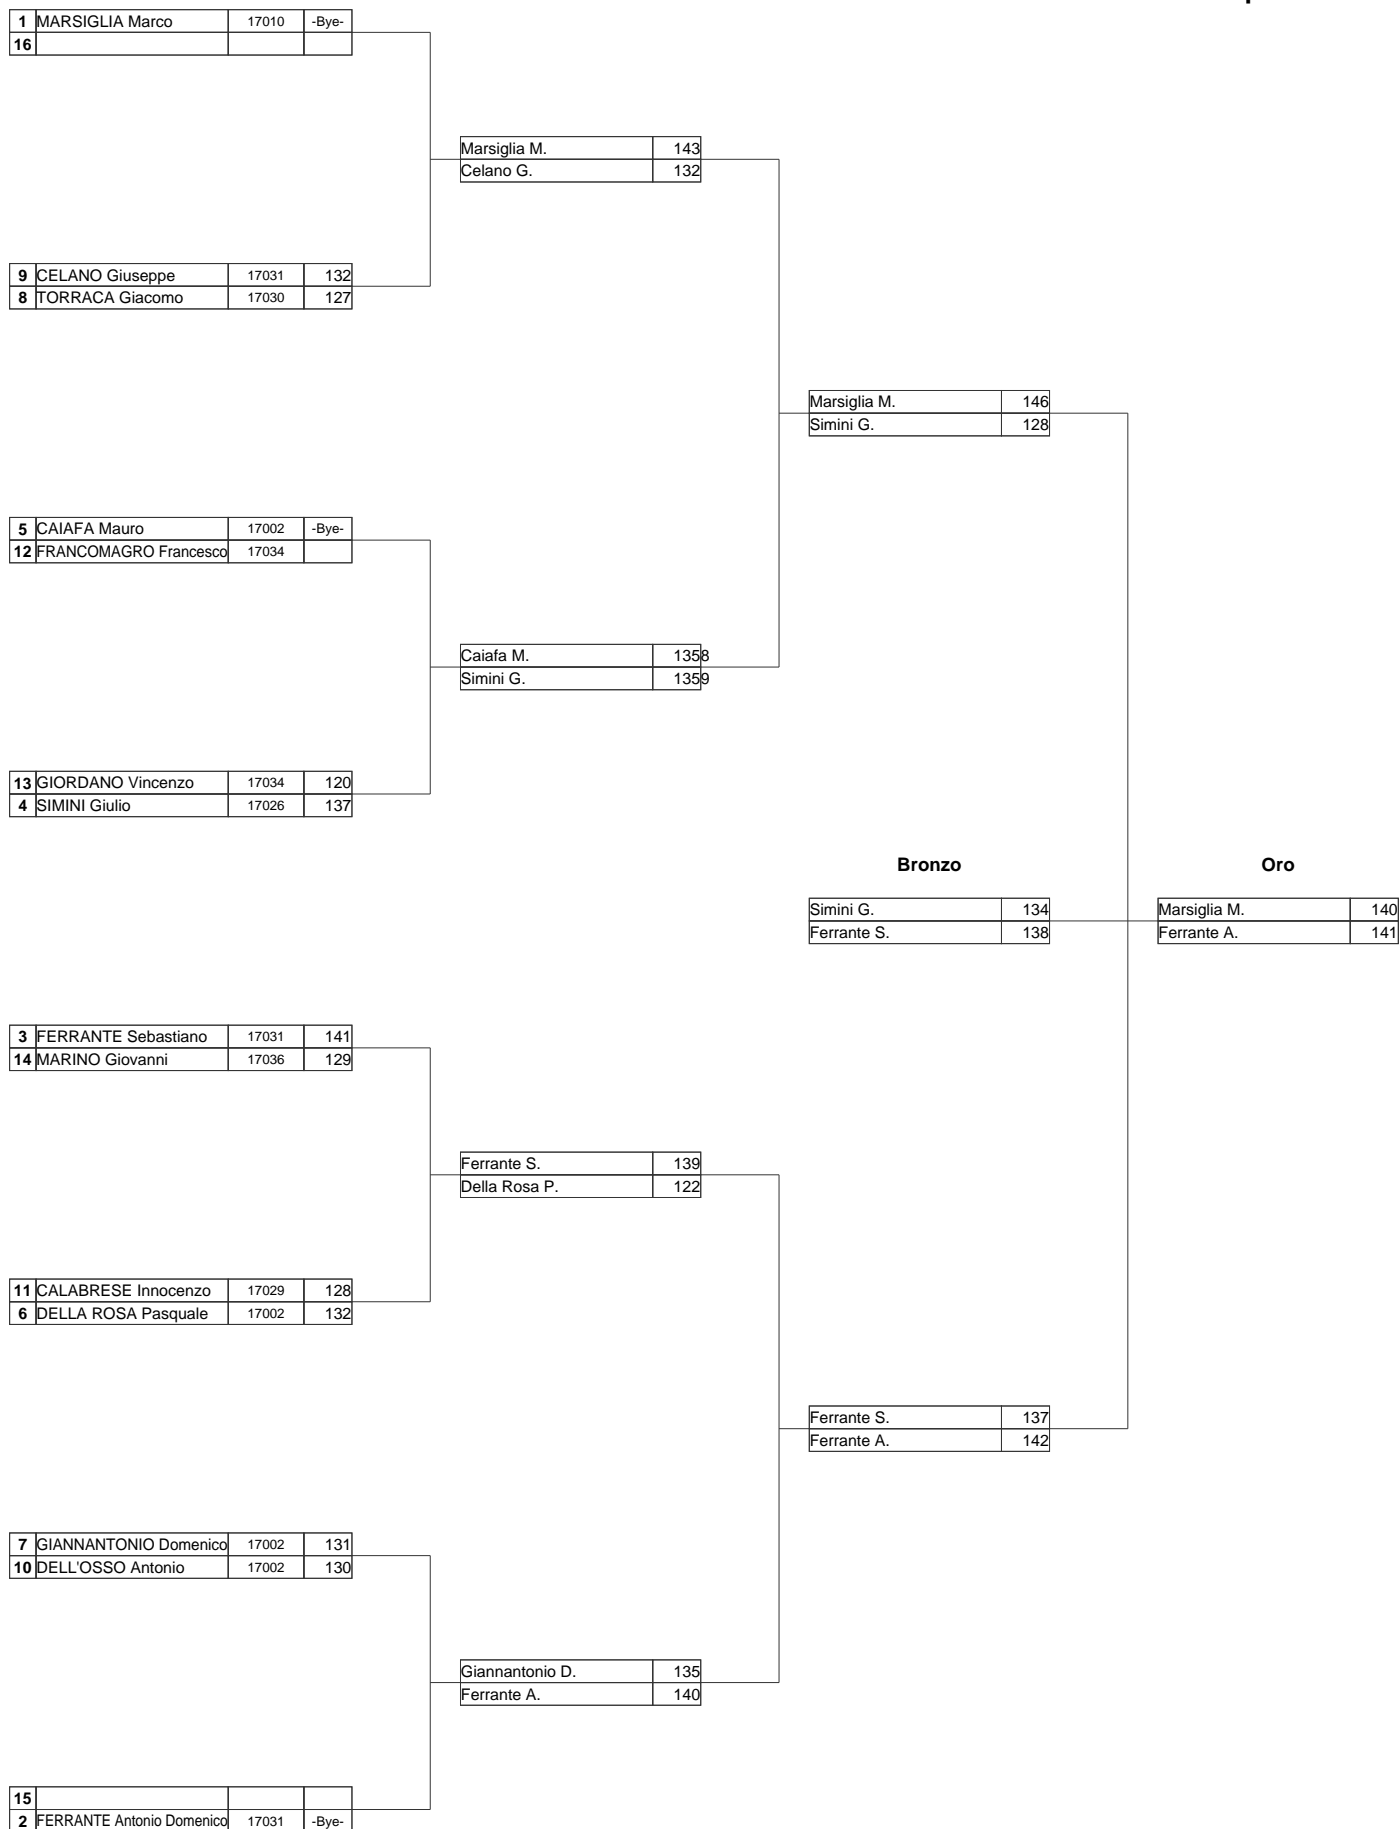 1 MARSIGLIA Marco 17010 -Bye-
16
Marsiglia M. 143
Celano G. 132
9 CELANO Giuseppe 17031 132
8 TORRACA Giacomo 17030 127
Marsiglia M. 146
Simini G. 128
5 CAIAFA Mauro 17002 -Bye-
12 FRANCOMAGRO Francesco 17034
Caiafa M. 1358
Simini G. 1359
13 GIORDANO Vincenzo 17034 120
4 SIMINI Giulio 17026 137
Bronzo Oro
Simini G. 134 Marsiglia M. 140
Ferrante S. 138 Ferrante A. 141
3 FERRANTE Sebastiano 17031 141
14 MARINO Giovanni 17036 129
Ferrante S. 139
Della Rosa P. 122
11 CALABRESE Innocenzo 17029 128
6 DELLA ROSA Pasquale 17002 132
Ferrante S. 137
Ferrante A. 142
7 GIANNANTONIO Domenico 17002 131
10 DELL'OSSO Antonio 17002 130
Giannantonio D. 135
Ferrante A. 140
15
2 FERRANTE Antonio Domenico 17031 -Bye-